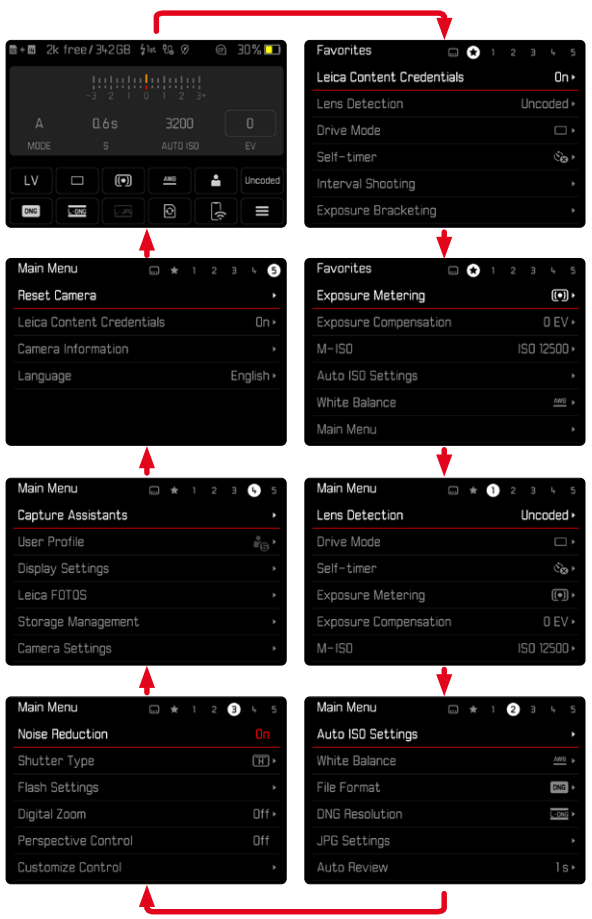 2k free/342GB 1st 30%
-3 2 1 0 1 2 3+
A 0.6s 3200 0
MODE S AUTO ISO EV
LV AWB Uncoded
DNG L-DNG L-JPG
Favorites 1 2 3 4 5
Leica Content Credentials On
Lens Detection Uncoded
Drive Mode
Self-timer
Interval Shooting
Exposure Bracketing
Main Menu 1 2 3 4 5
Reset Camera
Leica Content Credentials On
Camera Information
Language English
Favorites 1 2 3 4 5
Exposure Metering
Exposure Compensation 0 EV
M-ISO ISO 12500
Auto ISO Settings
White Balance AWB
Main Menu
Main Menu 1 2 3 4 5
Capture Assistants
User Profile
Display Settings
Leica FOTOS
Storage Management
Camera Settings
Main Menu 1 2 3 4 5
Lens Detection Uncoded
Drive Mode
Self-timer
Exposure Metering
Exposure Compensation 0 EV
M-ISO ISO 12500
Main Menu 1 2 3 4 5
Noise Reduction On
Shutter Type H
Flash Settings
Digital Zoom Off
Perspective Control Off
Customize Control
Main Menu 1 2 3 4 5
Auto ISO Settings
White Balance AWB
File Format DNG
DNG Resolution L-DNG
JPG Settings
Auto Review 1s